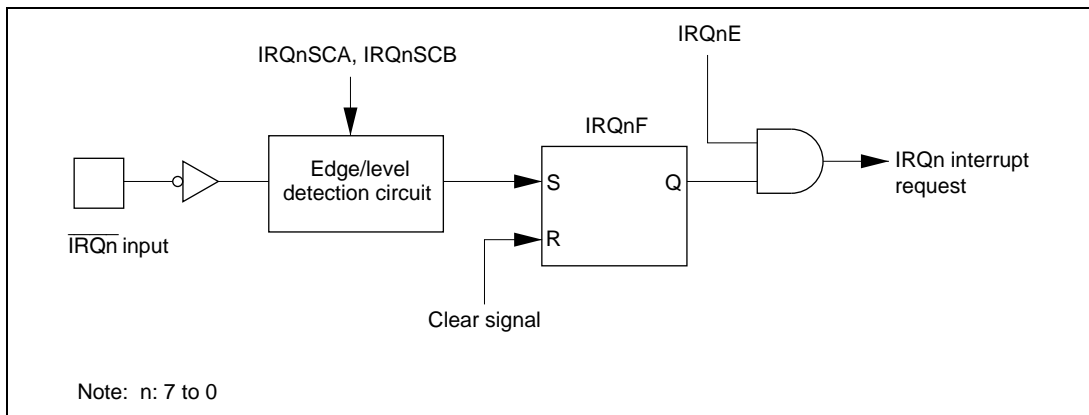 IRQnE
IRQnSCA, IRQnSCB
IRQnF
Edge/level
detection circuit
S
Q
R
IRQn interrupt
request
IRQn input
Clear signal
Note: n: 7 to 0